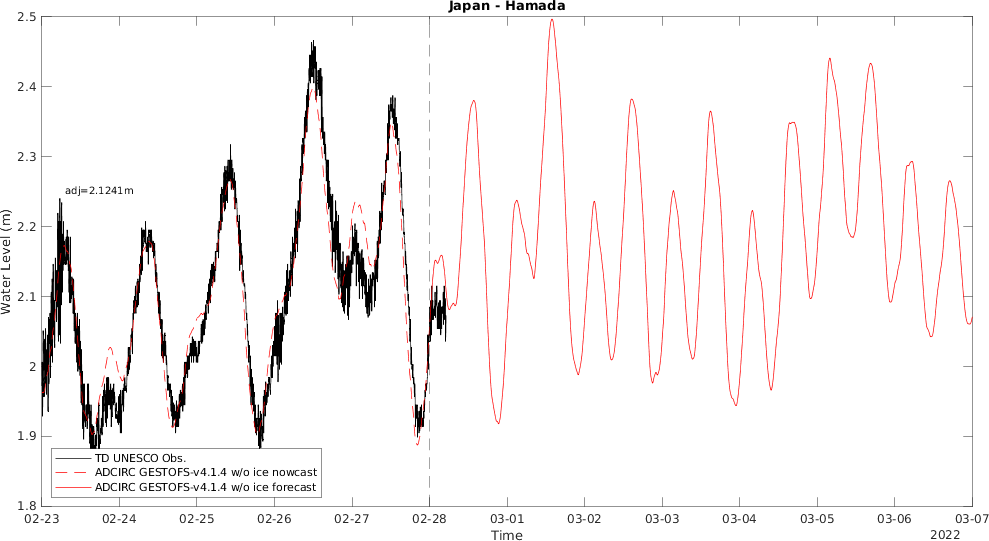 Japan - Hamada
2.5
2.4
2.3
2.2
2.1
2
1.9
1.8
Water Level (m)
adj=2.1241m
TD UNESCO Obs.
ADCIRC GESTOFS-v4.1.4 w/o ice nowcast
ADCIRC GESTOFS-v4.1.4 w/o ice forecast
02-23 02-24 02-25 02-26 02-27 02-28 03-01 03-02 03-03 03-04 03-05 03-06 03-07
Time
2022